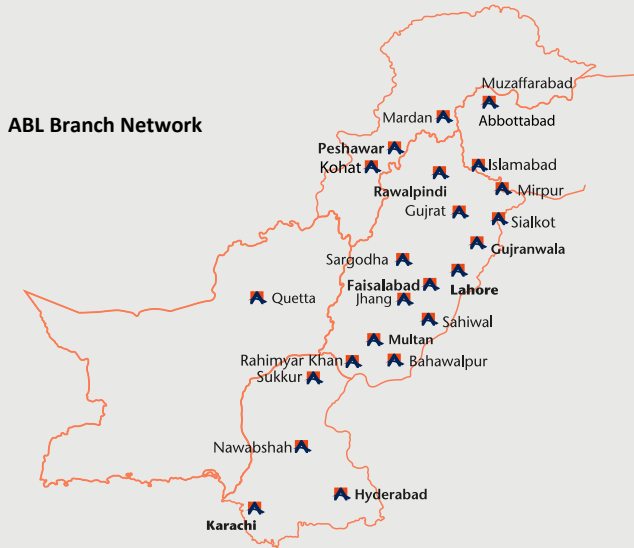 Muzaffarabad
Abbottabad
Mardan
ABL Branch Network
Peshawar
Kohat
Islamabad
Rawalpindi
Mirpur
Gujrat
Sialkot
Gujranwala
Sargodha
Lahore
Faisalabad
Jhang
Quetta
Sahiwal
Multan
Rahimyar Khan
Bahawalpur
Sukkur
Nawabshah
Hyderabad
Karachi